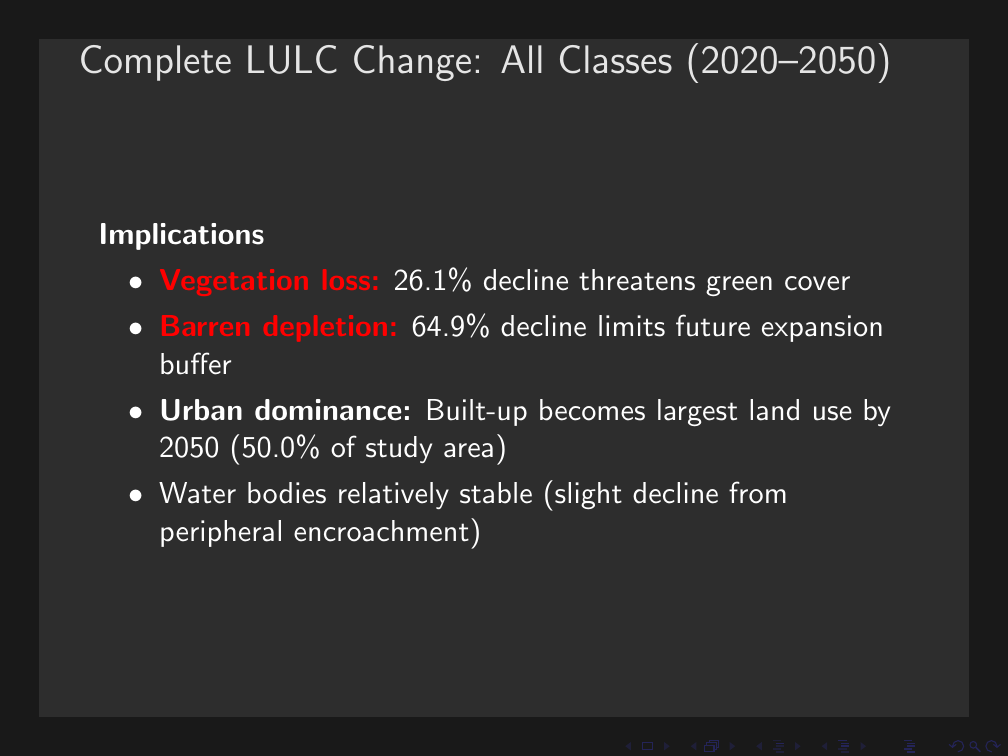 Complete LULC Change: All Classes (2020–2050)
Implications
• Vegetation loss: 26.1% decline threatens green cover
• Barren depletion: 64.9% decline limits future expansion
buffer
• Urban dominance: Built-up becomes largest land use by
2050 (50.0% of study area)
• Water bodies relatively stable (slight decline from
peripheral encroachment)